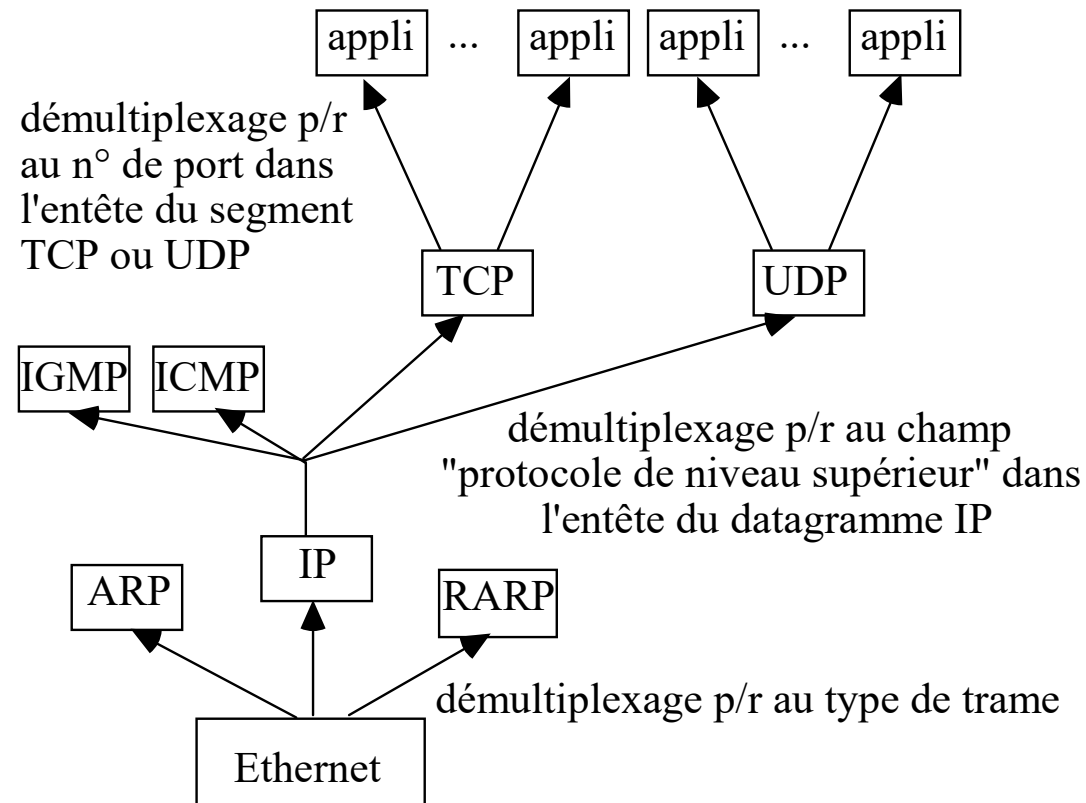 appli ... appli appli ... appli
démultiplexage p/r
au n° de port dans
l'entête du segment
TCP ou UDP
TCP UDP
IGMP ICMP
démultiplexage p/r au champ
"protocole de niveau supérieur" dans
l'entête du datagramme IP
IP
ARP RARP
démultiplexage p/r au type de trame
Ethernet